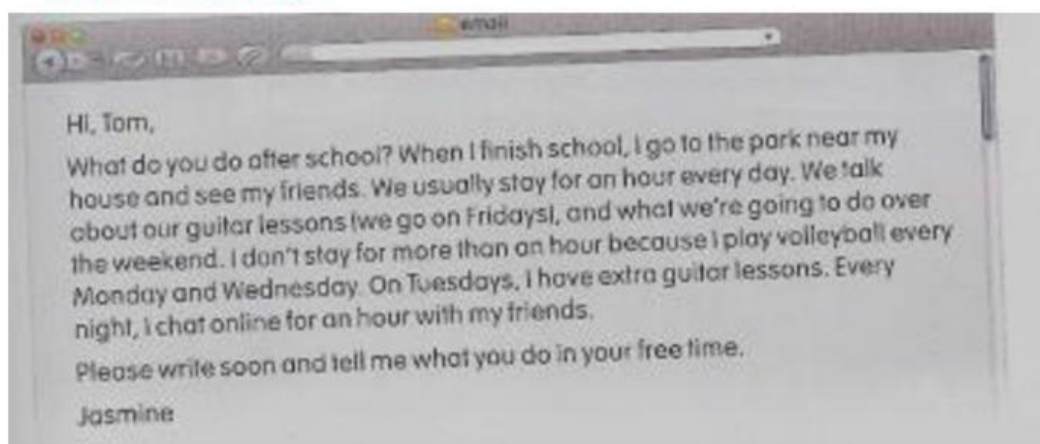 email
Hi, Tom,
What do you do after school? When I finish school, I go to the park near my
house and see my friends. We usually stay for an hour every day. We talk
about our guitar lessons (we go on Fridays), and what we're going to do over
the weekend. I don't stay for more than an hour because I play volleyball every
Monday and Wednesday. On Tuesdays, I have extra guitar lessons. Every
night, I chat online for an hour with my friends.
Please write soon and tell me what you do in your free time.
Jasmine